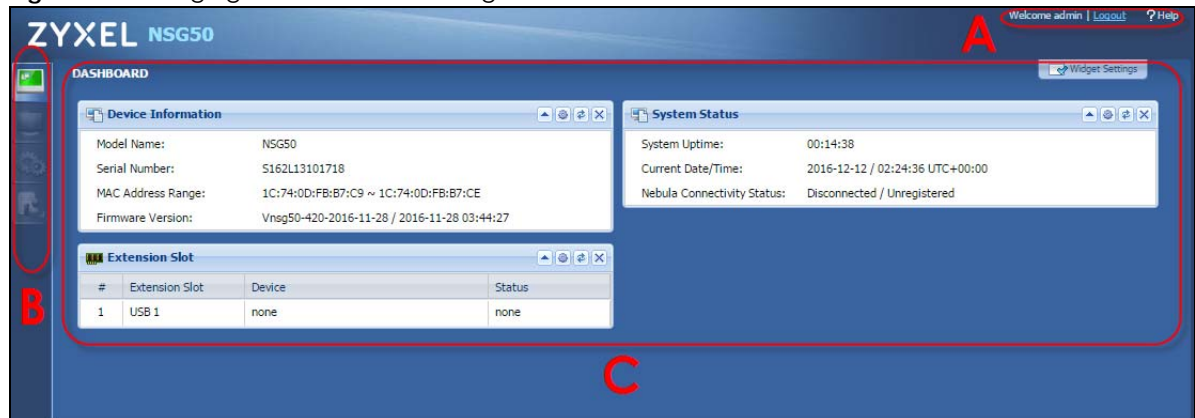 Welcome admin | Logout ? Help
A
ZYXEL NSG50
DASHBOARD
Widget Settings
Device Information
Model Name: NSG50
Serial Number: S162L13101718
MAC Address Range: 1C:74:0D:FB:B7:C9 ~ 1C:74:0D:FB:B7:CE
Firmware Version: Vnsg50-420-2016-11-28 / 2016-11-28 03:44:27
System Status
System Uptime: 00:14:38
Current Date/Time: 2016-12-12 / 02:24:36 UTC+00:00
Nebula Connectivity Status: Disconnected / Unregistered
Extension Slot
# Extension Slot Device Status
1 USB 1 none none
B
C